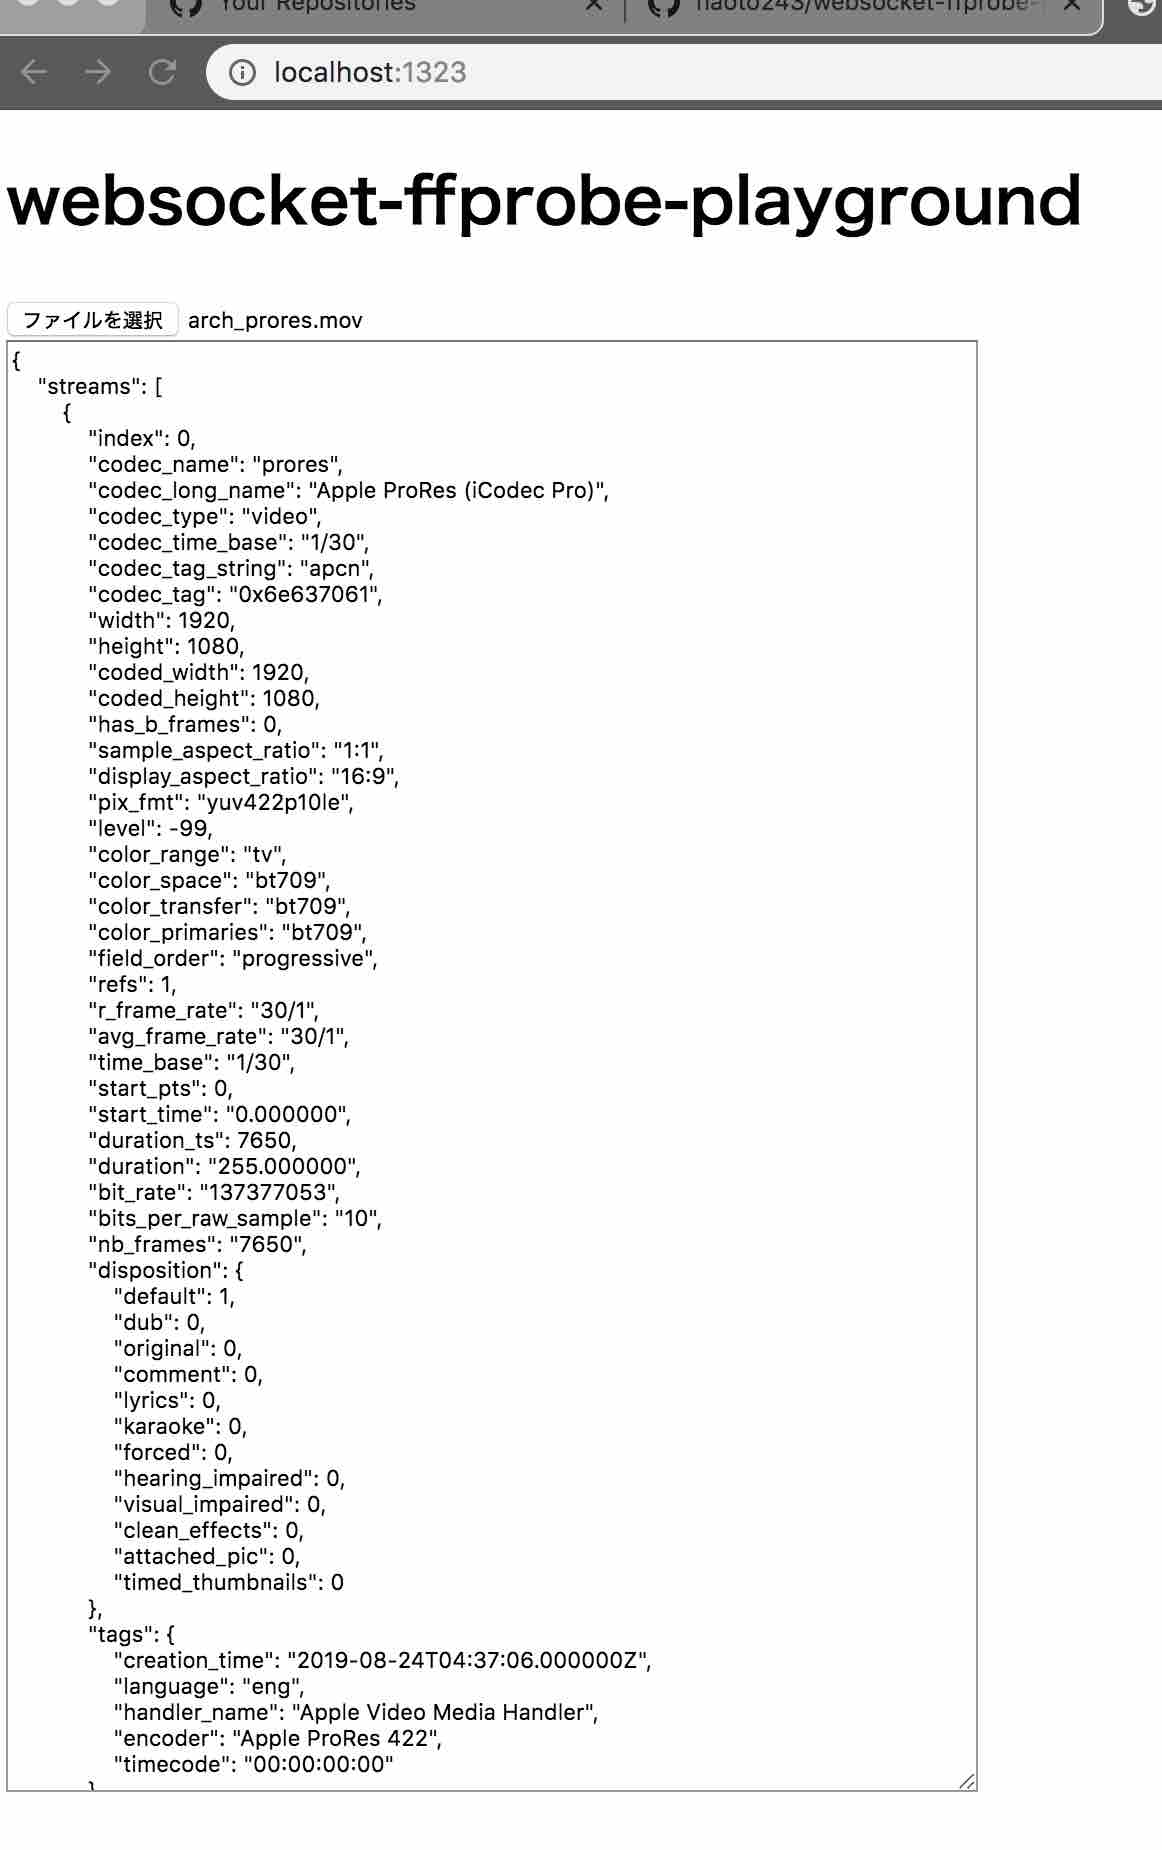 Your Repositories
naoto243/websocket-ffprobe-
localhost:1323
websocket-ffprobe-playground
ファイルを選択 arch_prores.mov
{
"streams": [
{
"index": 0,
"codec_name": "prores",
"codec_long_name": "Apple ProRes (iCodec Pro)",
"codec_type": "video",
"codec_time_base": "1/30",
"codec_tag_string": "apcn",
"codec_tag": "0x6e637061",
"width": 1920,
"height": 1080,
"coded_width": 1920,
"coded_height": 1080,
"has_b_frames": 0,
"sample_aspect_ratio": "1:1",
"display_aspect_ratio": "16:9",
"pix_fmt": "yuv422p10le",
"level": -99,
"color_range": "tv",
"color_space": "bt709",
"color_transfer": "bt709",
"color_primaries": "bt709",
"field_order": "progressive",
"refs": 1,
"r_frame_rate": "30/1",
"avg_frame_rate": "30/1",
"time_base": "1/30",
"start_pts": 0,
"start_time": "0.000000",
"duration_ts": 7650,
"duration": "255.000000",
"bit_rate": "137377053",
"bits_per_raw_sample": "10",
"nb_frames": "7650",
"disposition": {
"default": 1,
"dub": 0,
"original": 0,
"comment": 0,
"lyrics": 0,
"karaoke": 0,
"forced": 0,
"hearing_impaired": 0,
"visual_impaired": 0,
"clean_effects": 0,
"attached_pic": 0,
"timed_thumbnails": 0
},
"tags": {
"creation_time": "2019-08-24T04:37:06.000000Z",
"language": "eng",
"handler_name": "Apple Video Media Handler",
"encoder": "Apple ProRes 422",
"timecode": "00:00:00:00"
}